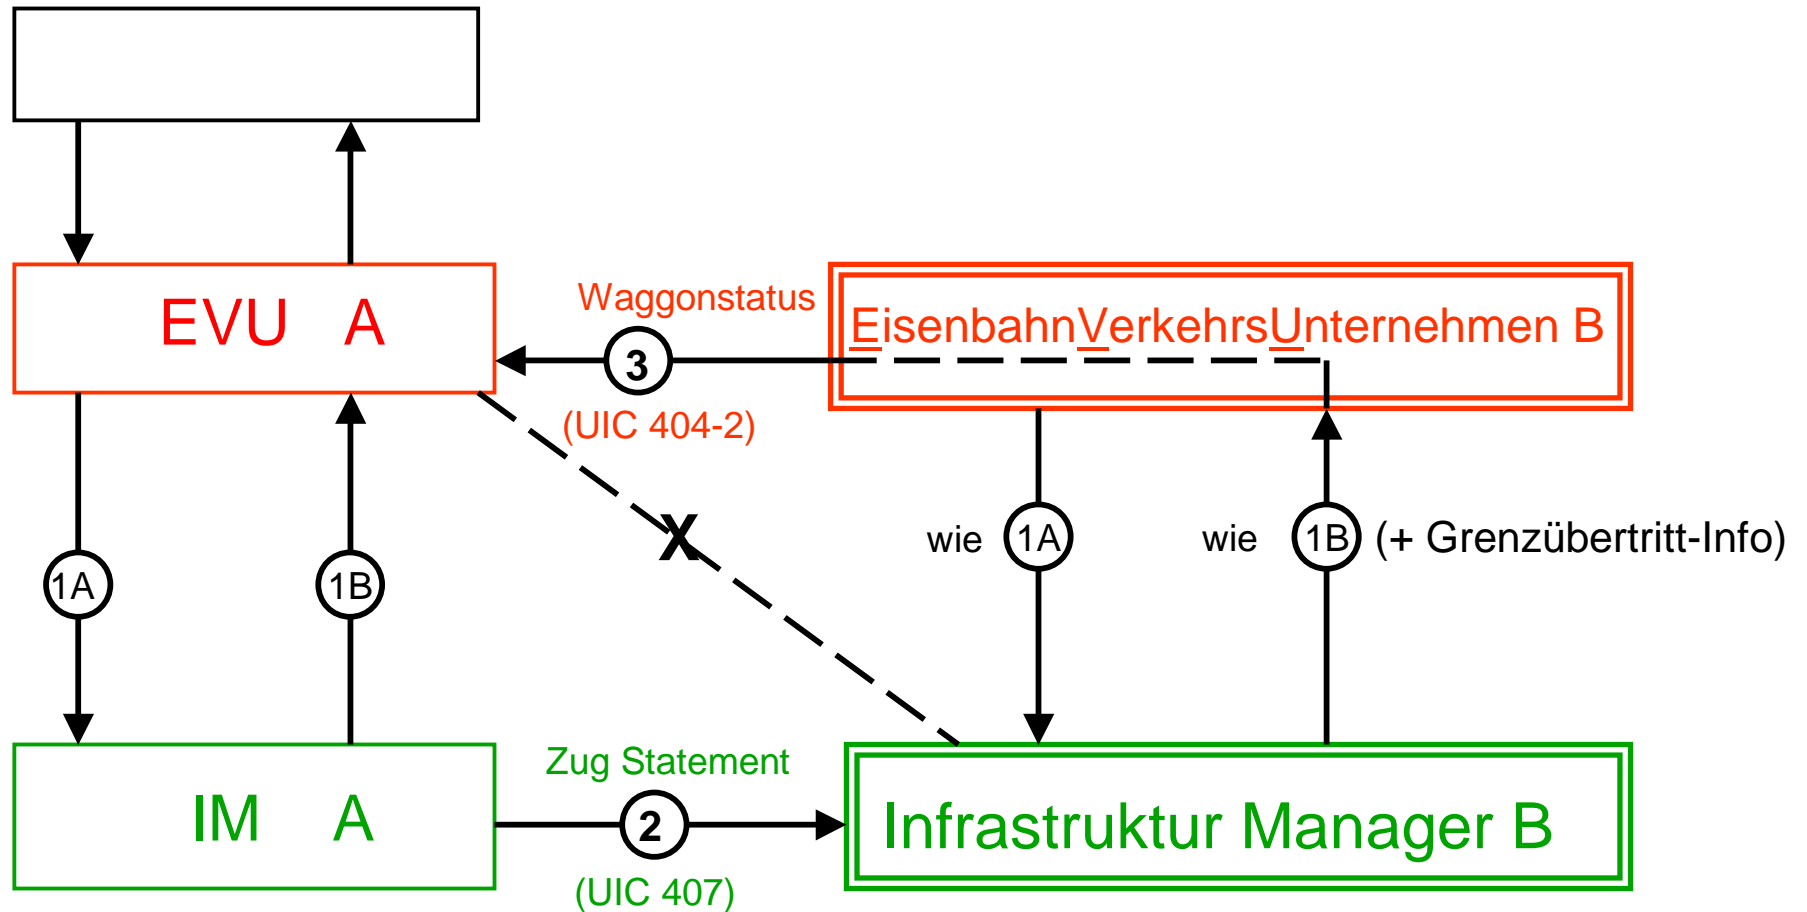 Waggonstatus
EVU A
EisenbahnVerkehrsUnternehmen B
3
(UIC 404-2)
X
wie 1A
wie 1B (+ Grenzübertritt-Info)
1A
1B
Zug Statement
IM A
2
Infrastruktur Manager B
(UIC 407)